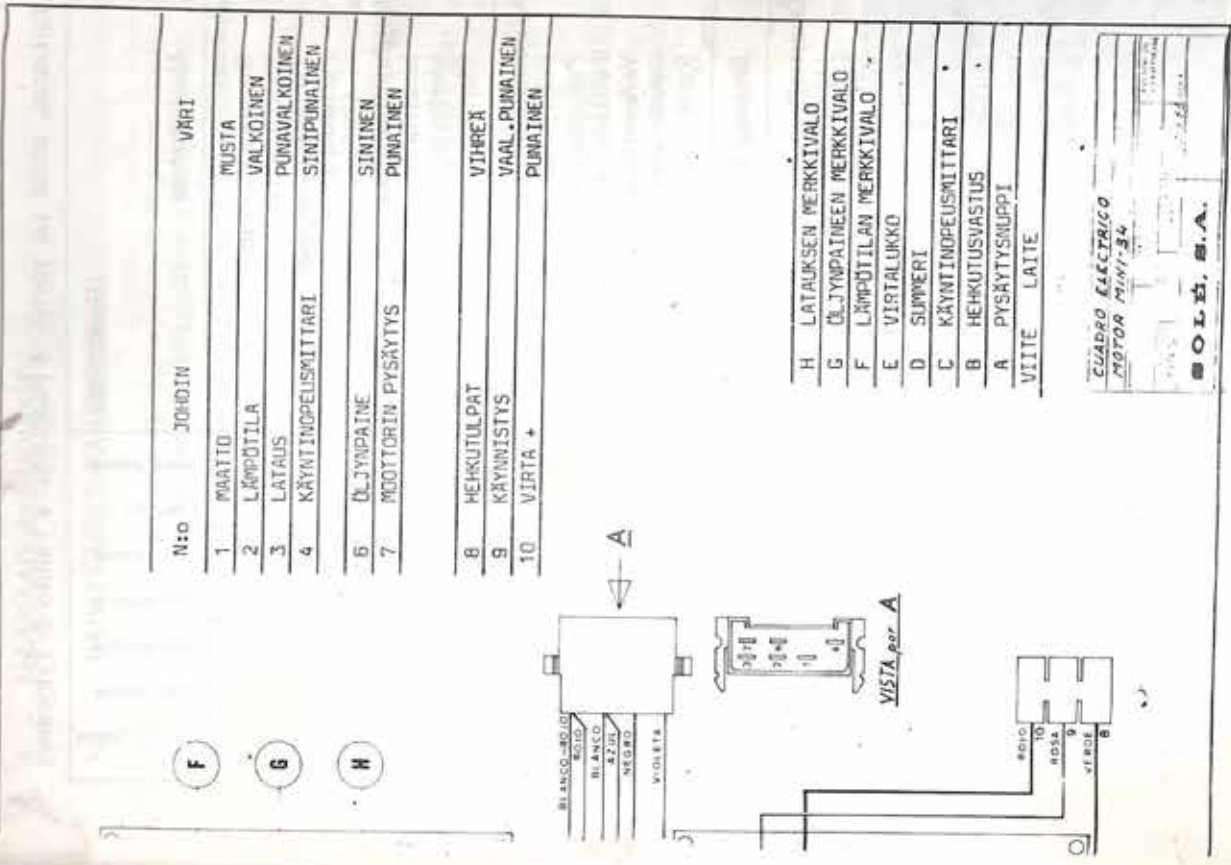 N:o JOHDIN VÄRI
1 MAATTO MUSTA
2 LÄMPÖTILA VALKOINEN
3 LATAUS PUNAVALKOINEN
4 KÄYNTINOPEUSMITTARI SINIPUNAINEN
6 ÖLJYNPAINE SININEN
7 MOOTTORIN PYSÄYTYS PUNAINEN
8 HEHKUTULPAT VIHREÄ
9 KÄYNNISTYS VAAL.PUNAINEN
10 VIRTA + PUNAINEN
F
G
H
BLANCO-ROJO
ROJO
BLANCO
AZUL
NEGRO
VIOLETA
A
VISTA por A
ROJO
10
ROSA
9
VERDE
8
H LATAUKSEN MERKKIVALO
G ÖLJYNPAINEEN MERKKIVALO
F LÄMPÖTILAN MERKKIVALO
E VIRTALUKKO
D SUMMERI
C KÄYNTINOPEUSMITTARI
B HEHKUTUSVASTUS
A PYSÄYTYSNUPPI
VIITE LAITE
CUADRO ELECTRICO
MOTOR MINI-34
SOLÉ, S.A.